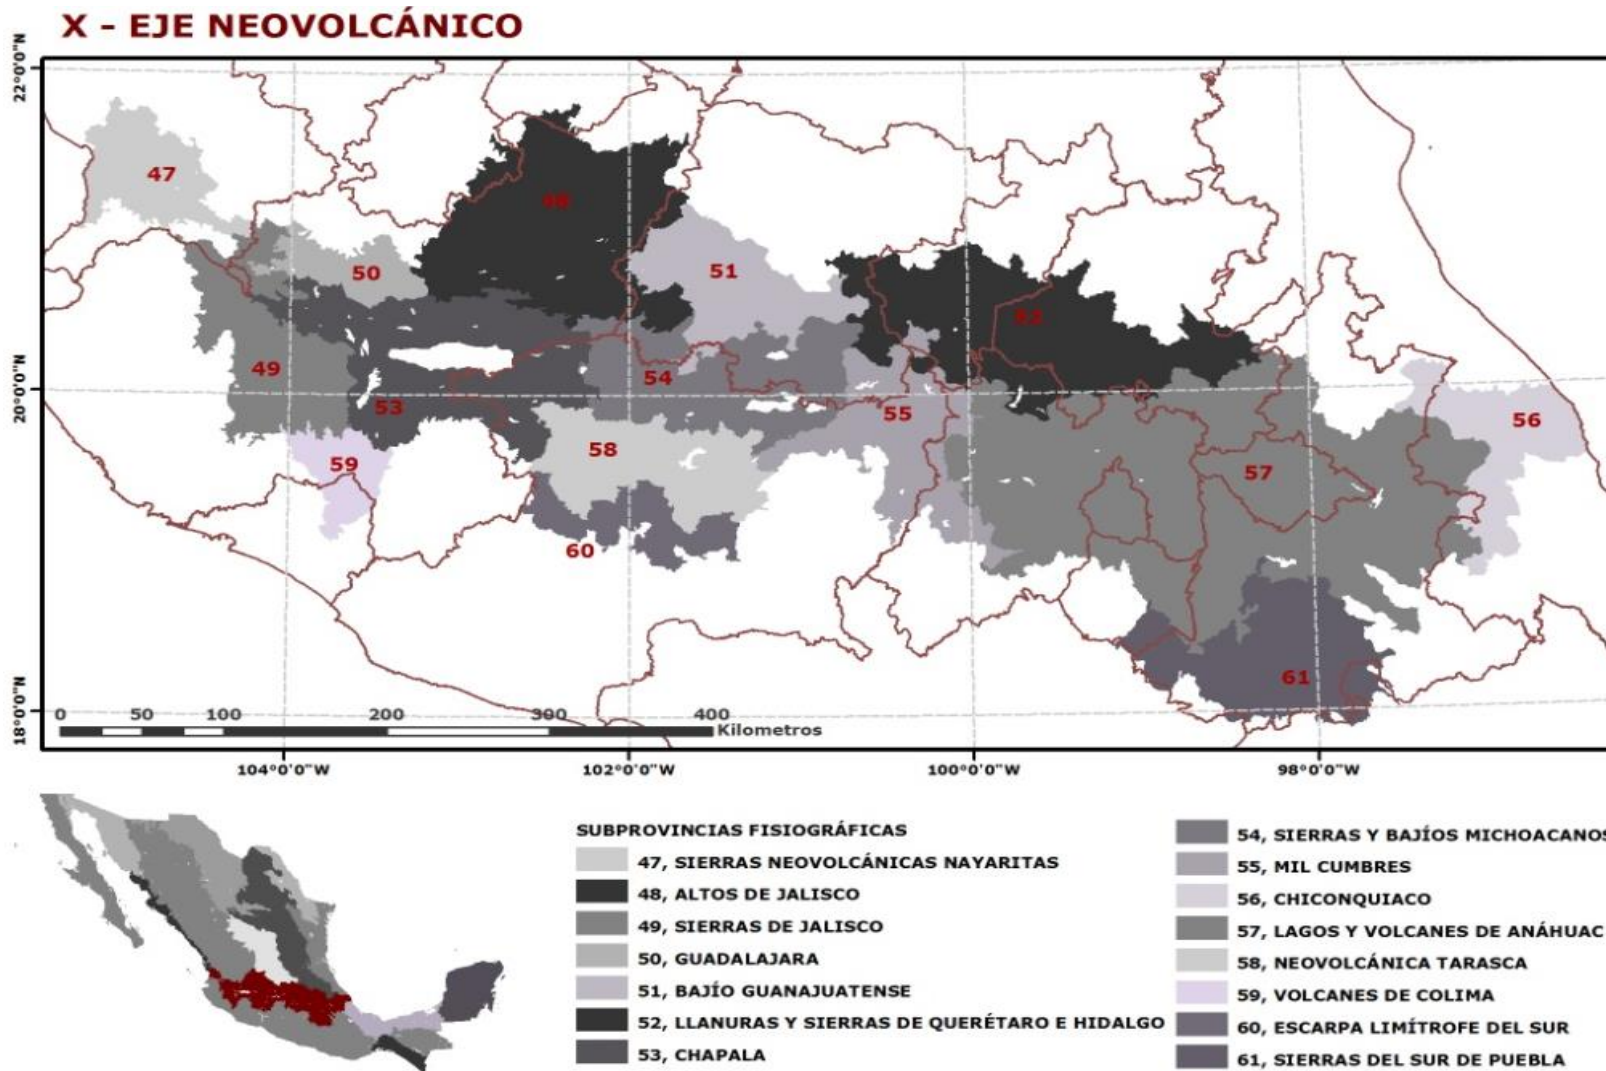 X - EJE NEOVOLCÁNICO
22°0'0"N
20°0'0"N
18°0'0"N
47
48
49
50
51
52
53
54
55
56
57
58
59
60
61
0 50 100 200 300 400
Kilometros
104°0'0"W 102°0'0"W 100°0'0"W 98°0'0"W
SUBPROVINCIAS FISIOGRÁFICAS
47, SIERRAS NEOVOLCÁNICAS NAYARITAS
48, ALTOS DE JALISCO
49, SIERRAS DE JALISCO
50, GUADALAJARA
51, BAJÍO GUANAJUATENSE
52, LLANURAS Y SIERRAS DE QUERÉTARO E HIDALGO
53, CHAPALA
54, SIERRAS Y BAJÍOS MICHOACANOS
55, MIL CUMBRES
56, CHICONQUIACO
57, LAGOS Y VOLCANES DE ANÁHUAC
58, NEOVOLCÁNICA TARASCA
59, VOLCANES DE COLIMA
60, ESCARPA LIMÍTROFE DEL SUR
61, SIERRAS DEL SUR DE PUEBLA